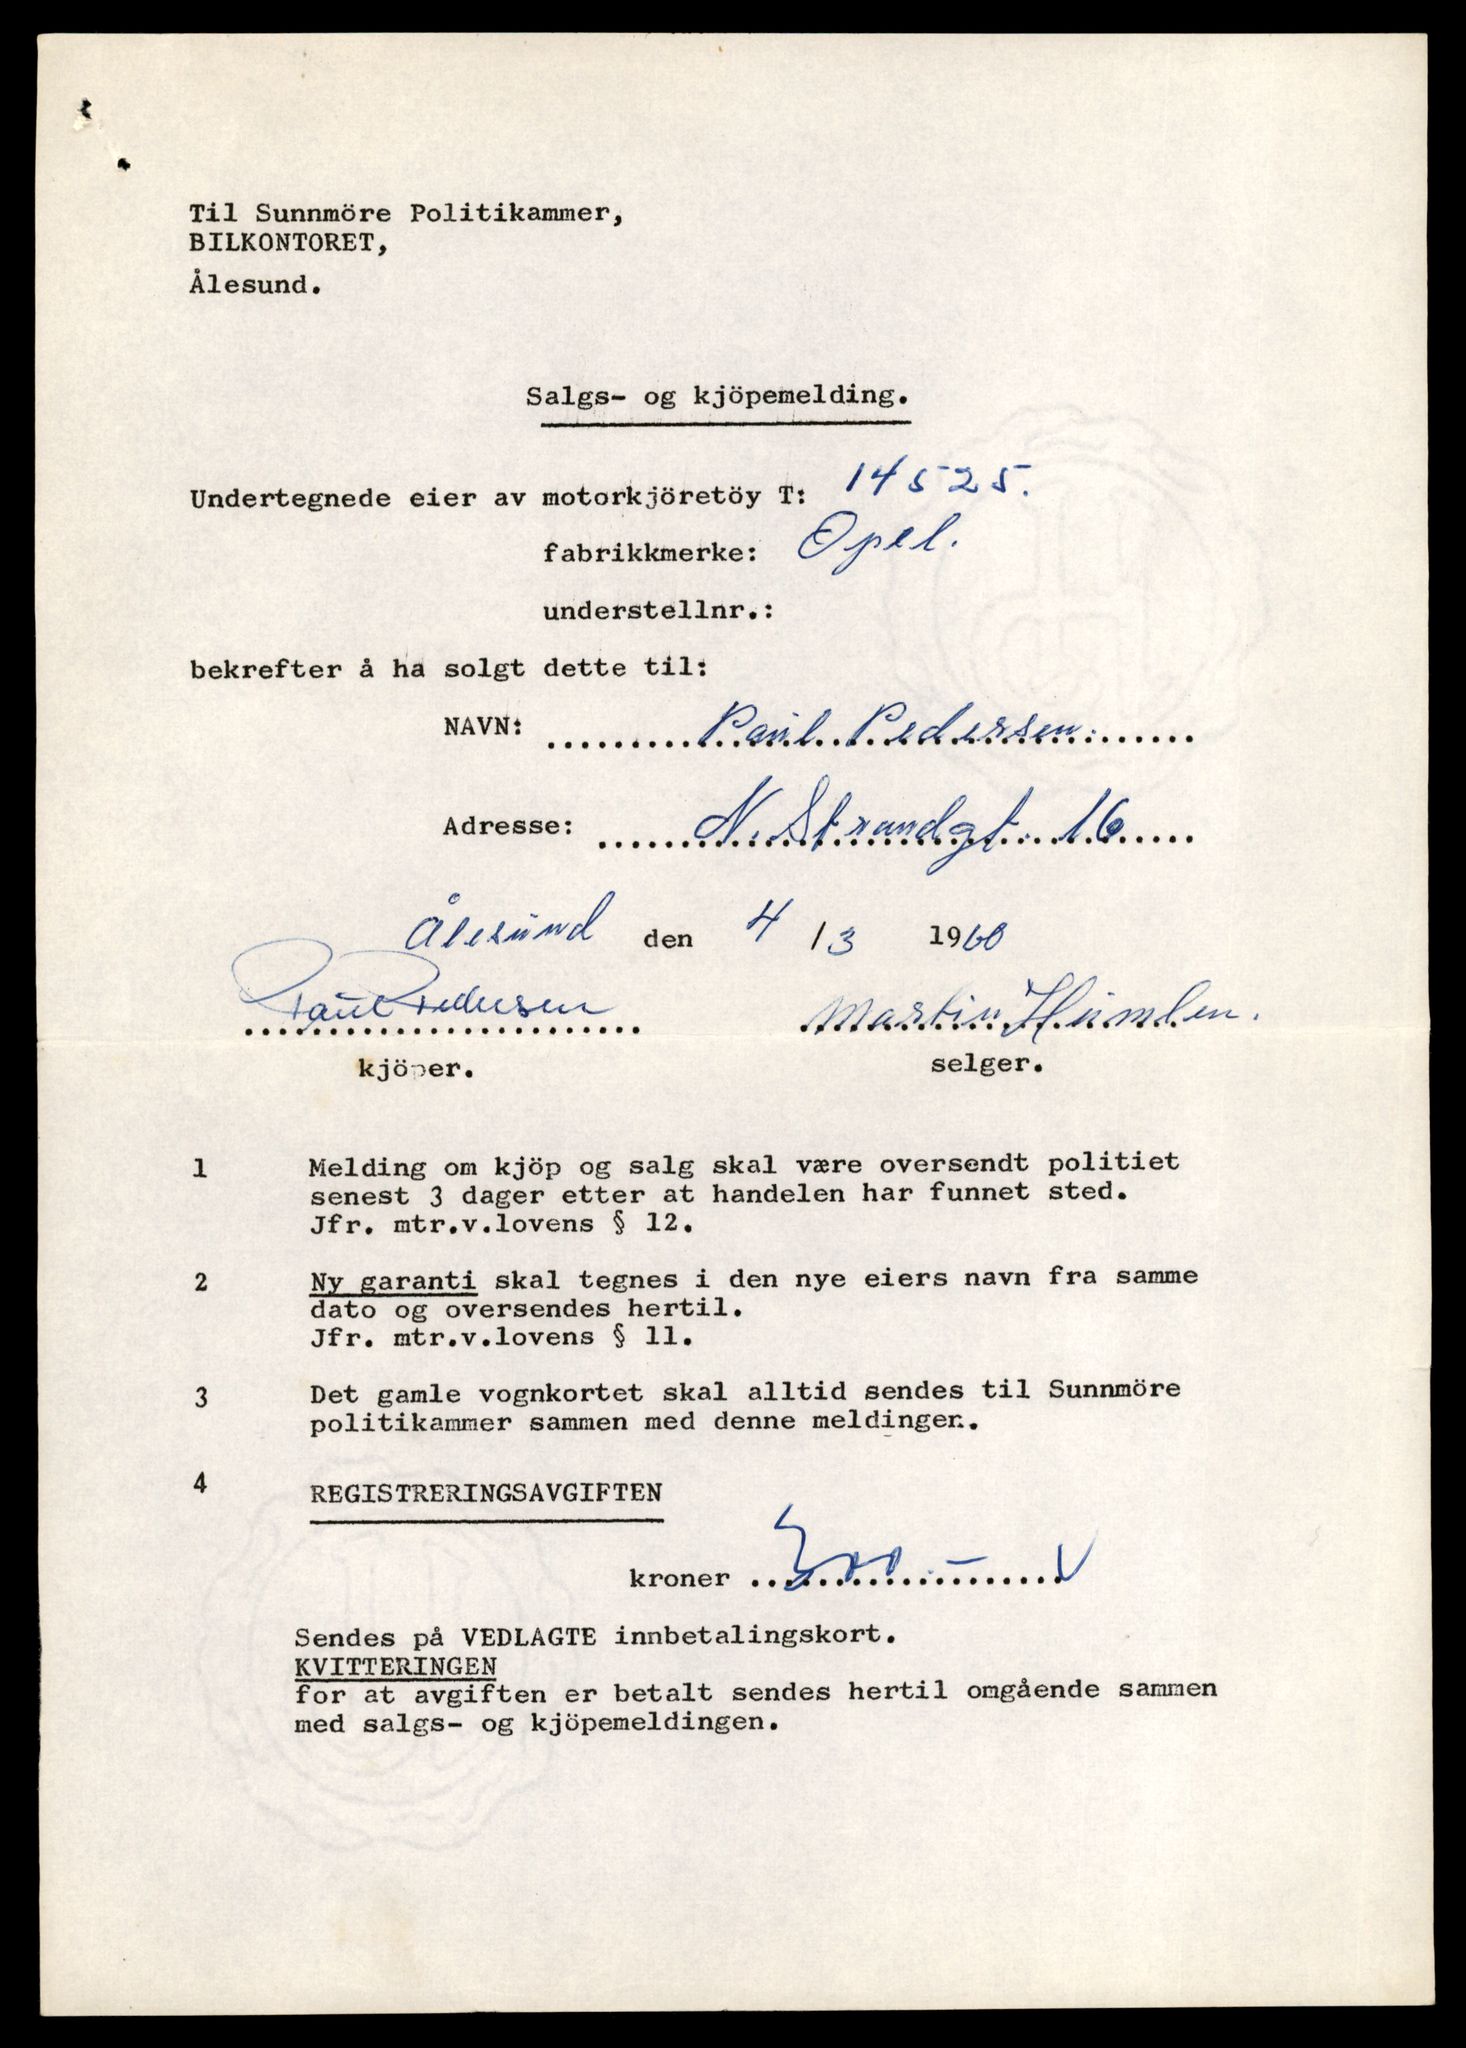 Til Sunnmöre Politikammer,
BILKONTORET,
Ålesund.
Salgs- og kjöpemelding.
Undertegnede eier av motorkjöretöy T: 14525.
fabrikkmerke: Opel.
understellnr.:
bekrefter å ha solgt dette til:
NAVN: Paul Pedersen.
Adresse: N. Strandgt. 16
Ålesund den 4/3 1960
Paul Pedersen Martin Humlen.
kjöper. selger.
1 Melding om kjöp og salg skal være oversendt politiet
senest 3 dager etter at handelen har funnet sted.
Jfr. mtr.v.lovens § 12.
2 Ny garanti skal tegnes i den nye eiers navn fra samme
dato og oversendes hertil.
Jfr. mtr.v.lovens § 11.
3 Det gamle vognkortet skal alltid sendes til Sunnmöre
politikammer sammen med denne meldingen.
4 REGISTRERINGSAVGIFTEN
kroner 300.-
Sendes på VEDLAGTE innbetalingskort.
KVITTERINGEN
for at avgiften er betalt sendes hertil omgående sammen
med salgs- og kjöpemeldingen.